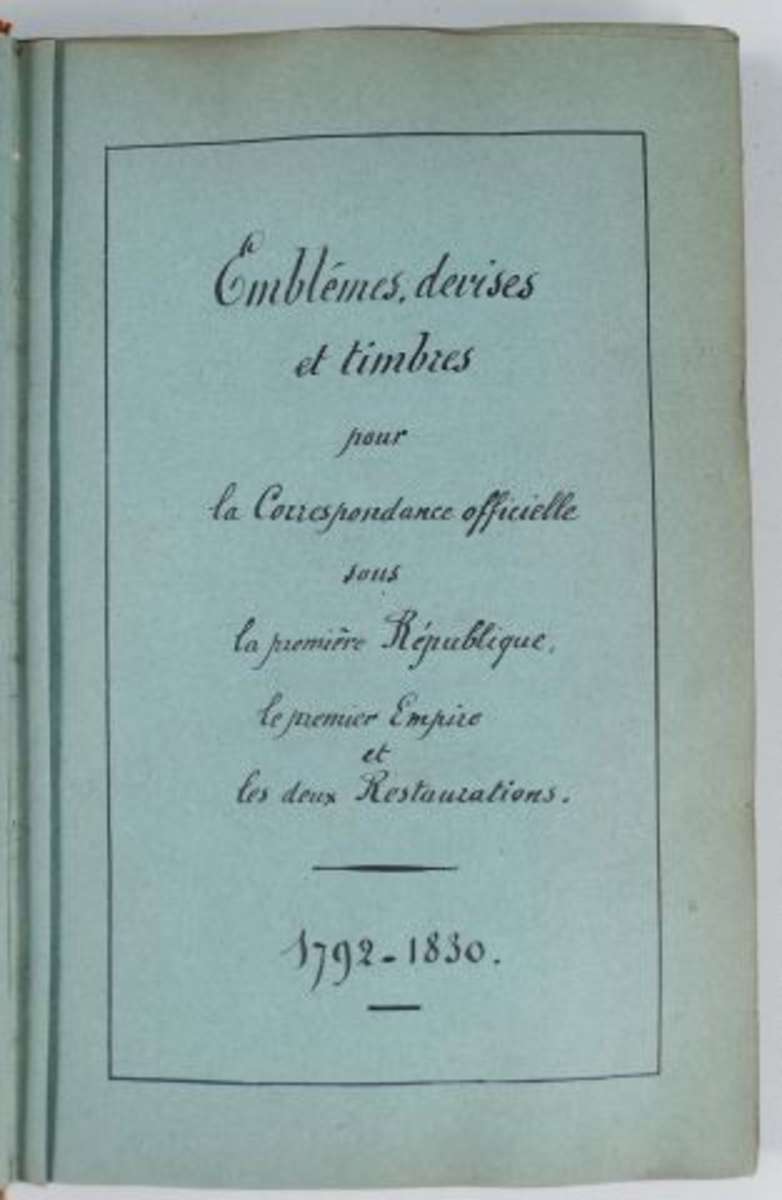 Emblémes, devises
et timbres
pour
la Correspondance officielle
sous
la première République,
le premier Empire
et
les deux Restaurations.
1792-1830.